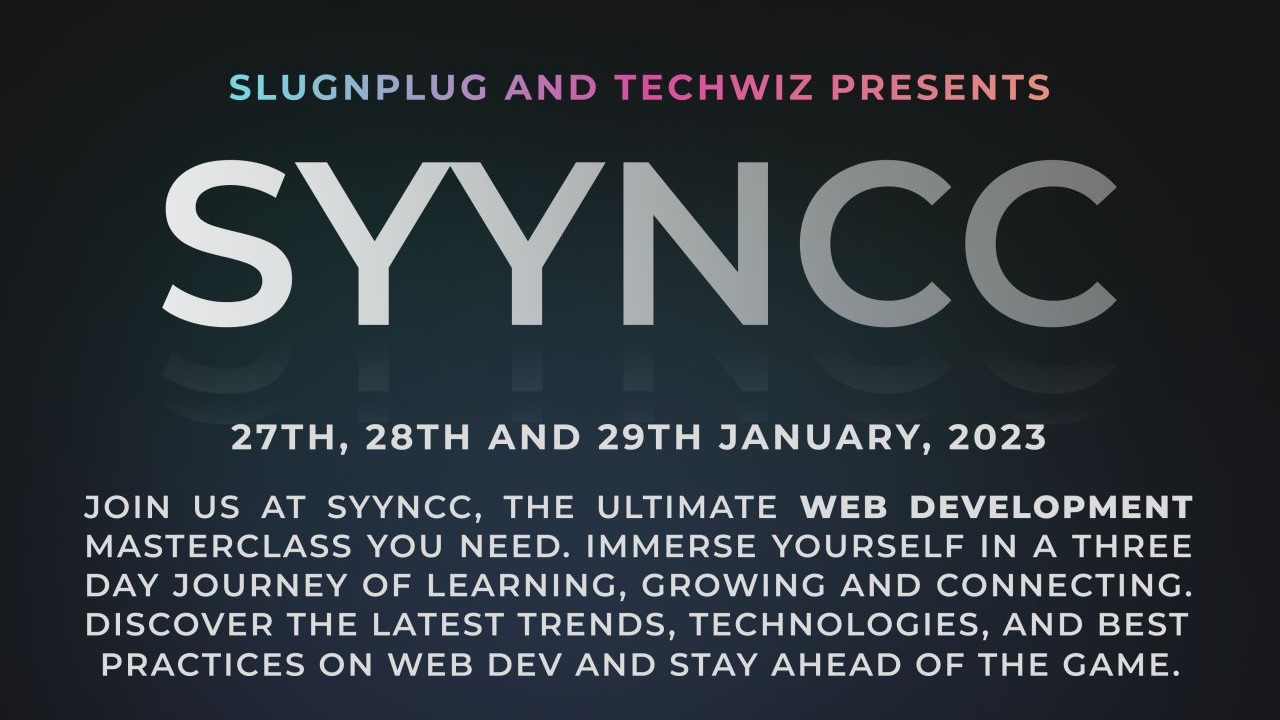 SLUGNPLUG AND TECHWIZ PRESENTS
SYYNCC
27TH, 28TH AND 29TH JANUARY, 2023
JOIN US AT SYYNCC, THE ULTIMATE WEB DEVELOPMENT
MASTERCLASS YOU NEED. IMMERSE YOURSELF IN A THREE
DAY JOURNEY OF LEARNING, GROWING AND CONNECTING.
DISCOVER THE LATEST TRENDS, TECHNOLOGIES, AND BEST
PRACTICES ON WEB DEV AND STAY AHEAD OF THE GAME.